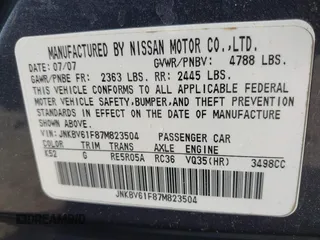 MANUFACTURED BY NISSAN MOTOR CO.,LTD.
DATE: 07/07 GVWR/PNBV: 4788 LBS.
GAWR/PNBE FR: 2363 LBS. RR: 2445 LBS.
THIS VEHICLE CONFORMS TO ALL APPLICABLE FEDERAL
MOTOR VEHICLE SAFETY, BUMPER, AND THEFT PREVENTION
STANDARDS IN EFFECT ON THE DATE OF MANUFACTURE
SHOWN ABOVE.
VIN: JNKBV61F87M823504 PASSENGER CAR
COLOR TRIM TRANS AXLE ENGINE
K52 G RE5R05A RC36 VQ35(HR) 3498CC
JNKBV61F87M823504
DREAMBID